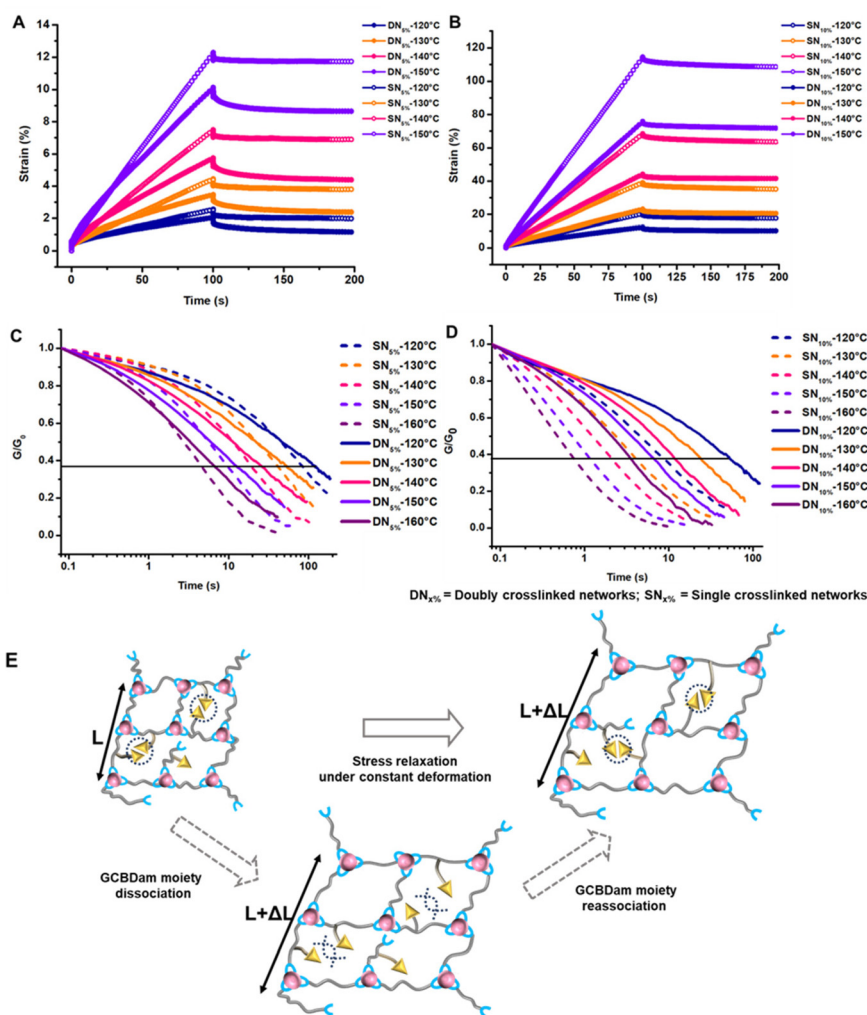 A
Strain (%)
14
12
10
8
6
4
2
0
0
50
100
150
200
Time (s)
DN5%-120°C
DN5%-130°C
DN5%-140°C
DN5%-150°C
SN5%-120°C
SN5%-130°C
SN5%-140°C
SN5%-150°C
B
Strain (%)
140
120
100
80
60
40
20
0
0
25
50
75
100
125
150
175
200
Time (s)
SN10%-120°C
SN10%-130°C
SN10%-140°C
SN10%-150°C
DN10%-120°C
DN10%-130°C
DN10%-140°C
DN10%-150°C
C
G/G0
1.0
0.8
0.6
0.4
0.2
0.0
0.1
1
10
100
Time (s)
SN5%-120°C
SN5%-130°C
SN5%-140°C
SN5%-150°C
SN5%-160°C
DN5%-120°C
DN5%-130°C
DN5%-140°C
DN5%-150°C
DN5%-160°C
D
G/G0
1.0
0.8
0.6
0.4
0.2
0.0
0.1
1
10
100
Time (s)
SN10%-120°C
SN10%-130°C
SN10%-140°C
SN10%-150°C
SN10%-160°C
DN10%-120°C
DN10%-130°C
DN10%-140°C
DN10%-150°C
DN10%-160°C
DNx% = Doubly crosslinked networks; SNx% = Single crosslinked networks
E
L
Stress relaxation
under constant deformation
L+ΔL
GCBDam moiety
dissociation
L+ΔL
GCBDam moiety
reassociation